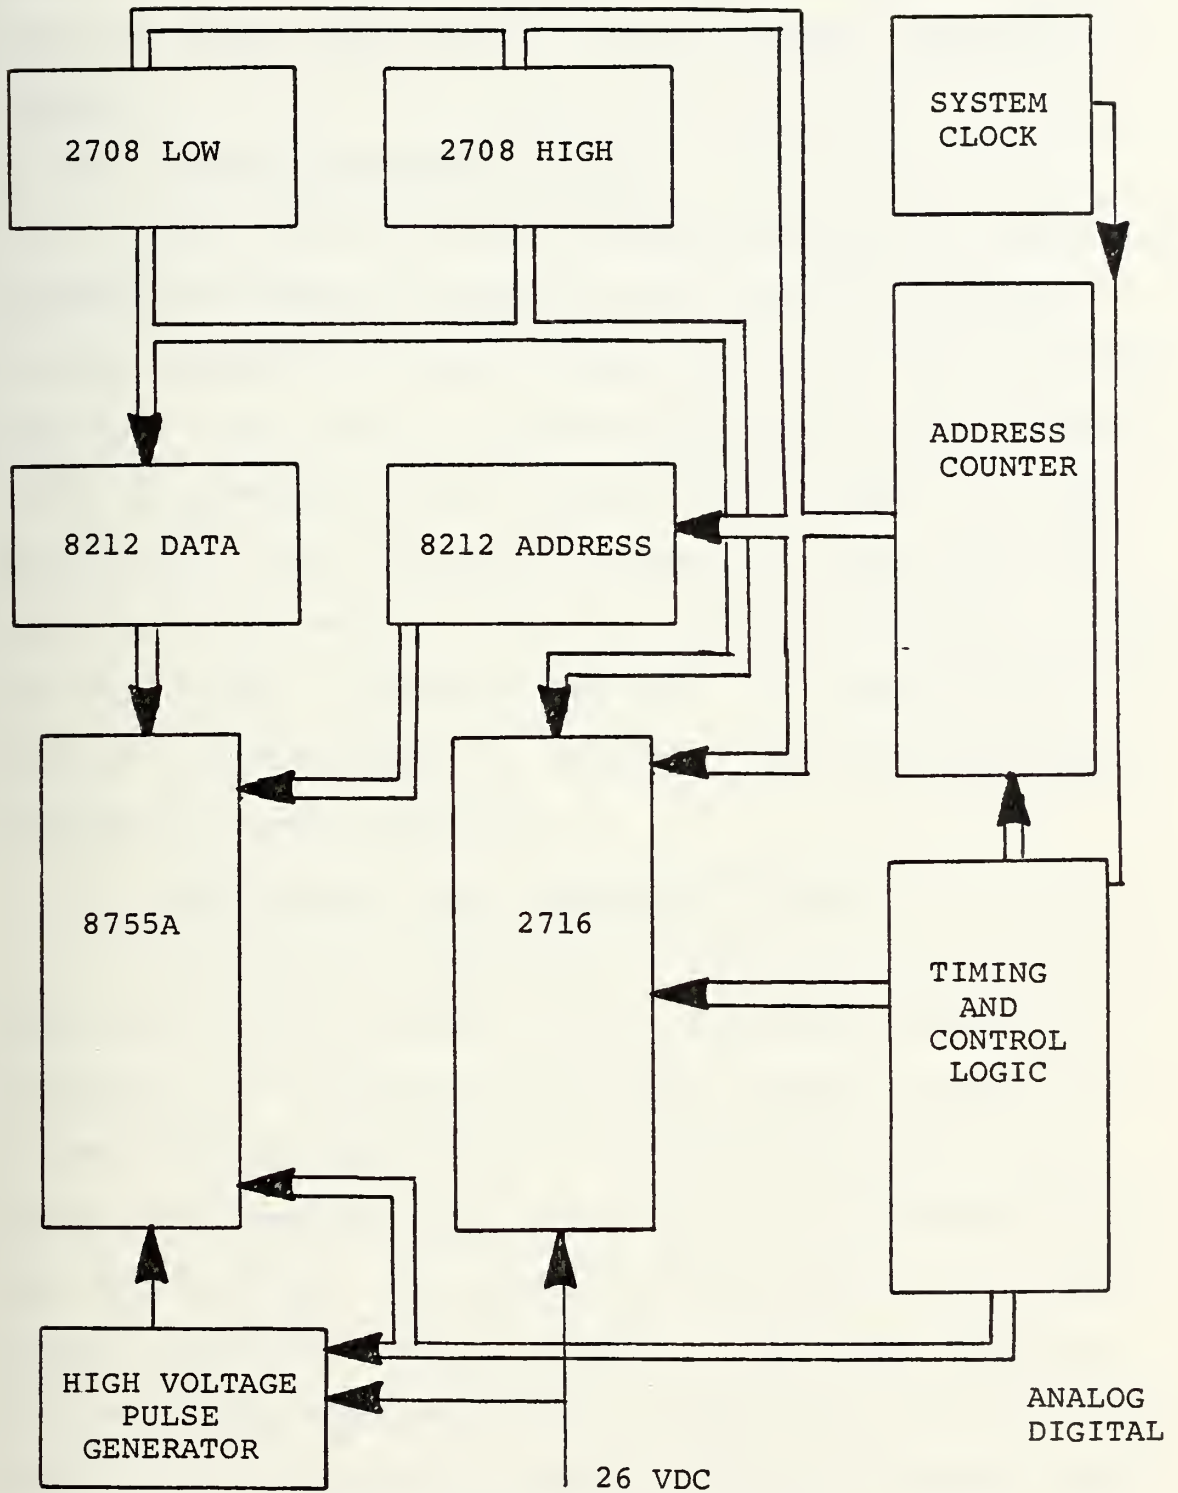 2708 LOW
2708 HIGH
SYSTEM
CLOCK
ADDRESS
COUNTER
8212 DATA
8212 ADDRESS
8755A
2716
TIMING
AND
CONTROL
LOGIC
HIGH VOLTAGE
PULSE
GENERATOR
26 VDC
ANALOG
DIGITAL